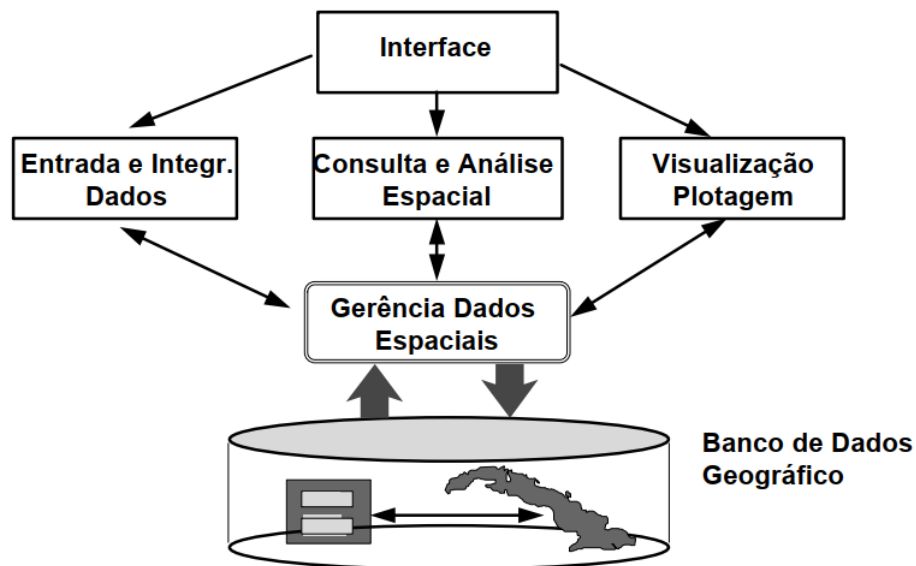 Interface
Entrada e Integr.
Dados
Consulta e Análise
Espacial
Visualização
Plotagem
Gerência Dados
Espaciais
Banco de Dados
Geográfico